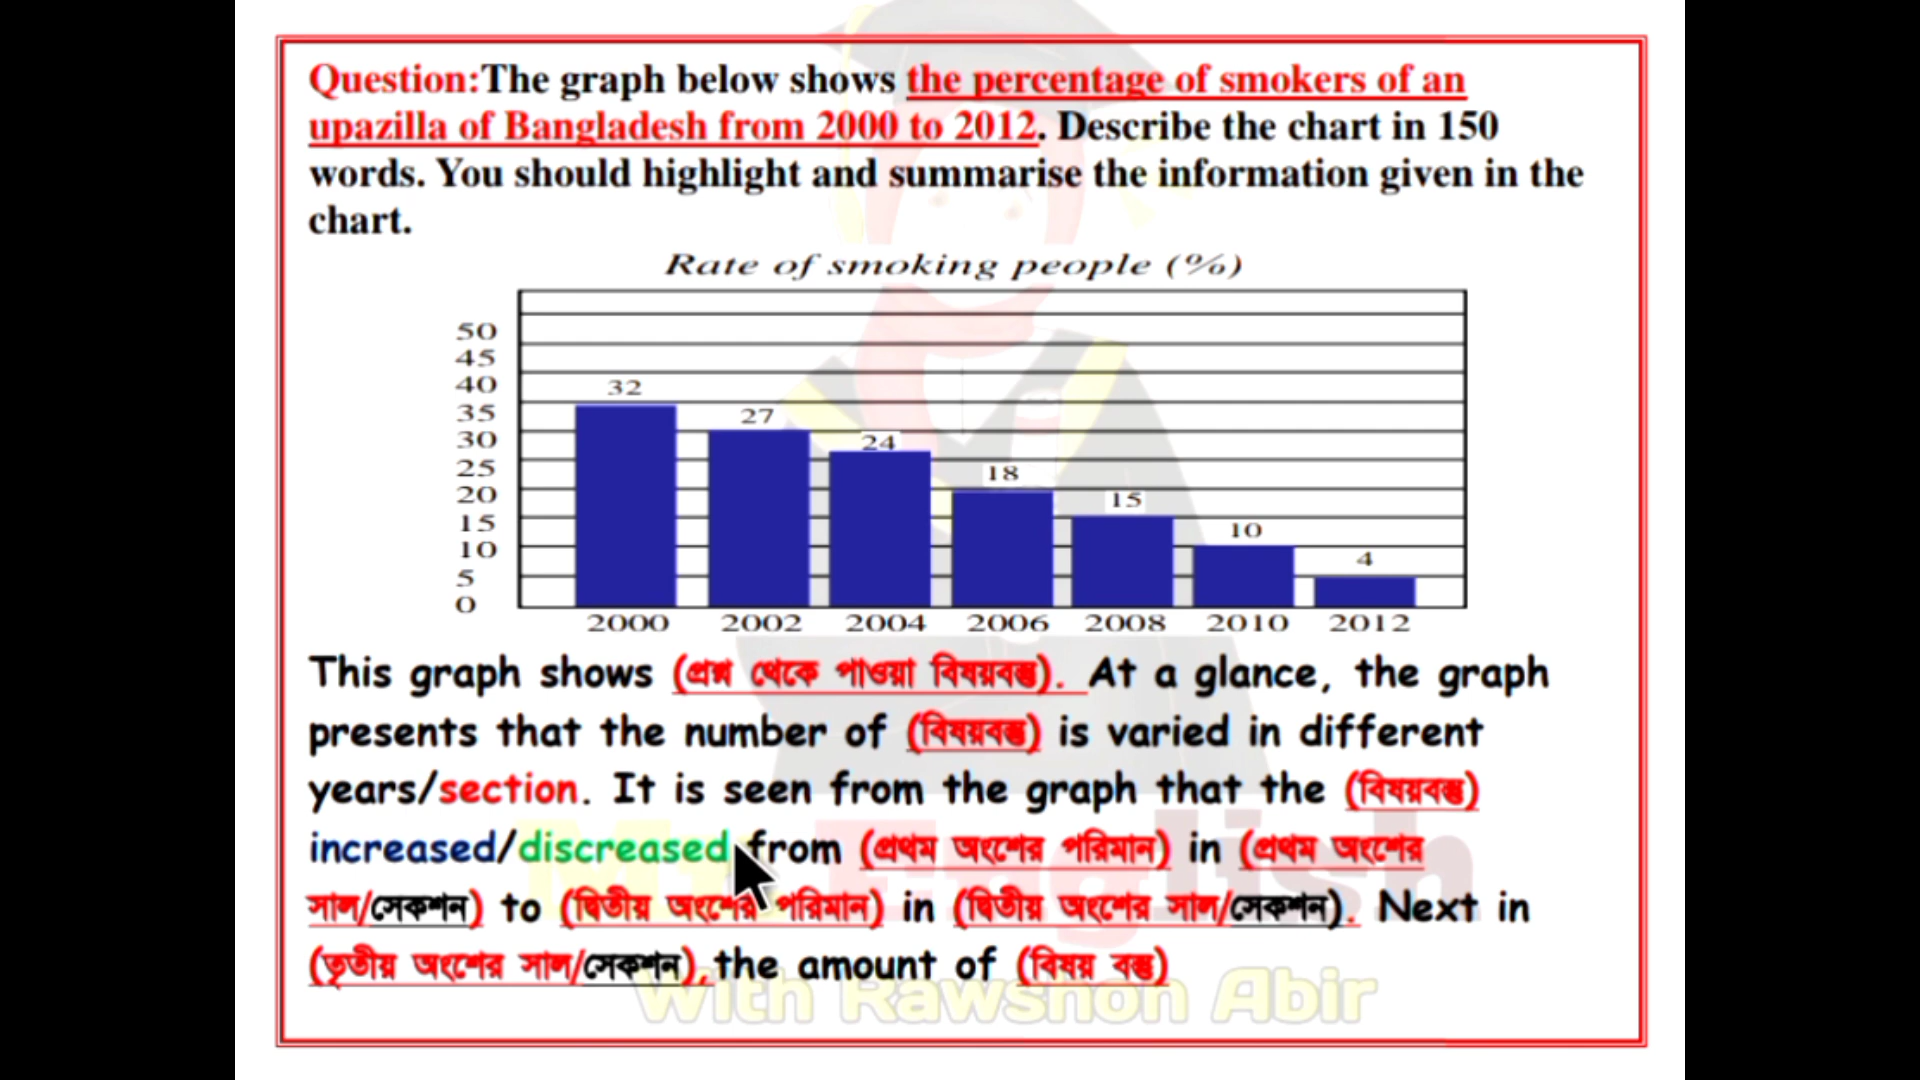 Question:The graph below shows the percentage of smokers of an
upazilla of Bangladesh from 2000 to 2012. Describe the chart in 150
words. You should highlight and summarise the information given in the
chart.
Rate of smoking people (%)
50
45
40
35
30
25
20
15
10
5
0
32
27
24
18
15
10
4
2000 2002 2004 2006 2008 2010 2012
This graph shows (প্রশ্ন থেকে পাওয়া বিষয়বস্তু). At a glance, the graph
presents that the number of (বিষয়বস্তু) is varied in different
years/section. It is seen from the graph that the (বিষয়বস্তু)
increased/discreased from (প্রথম অংশের পরিমান) in (প্রথম অংশের
সাল/সেকশন) to (দ্বিতীয় অংশের পরিমান) in (দ্বিতীয় অংশের সাল/সেকশন). Next in
(তৃতীয় অংশের সাল/সেকশন),the amount of (বিষয় বস্তু)
Mr. English
With Rawshon Abir